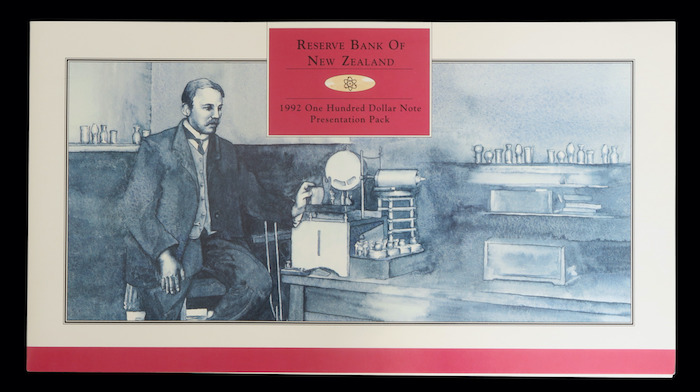 Reserve Bank Of
New Zealand
1992 One Hundred Dollar Note
Presentation Pack